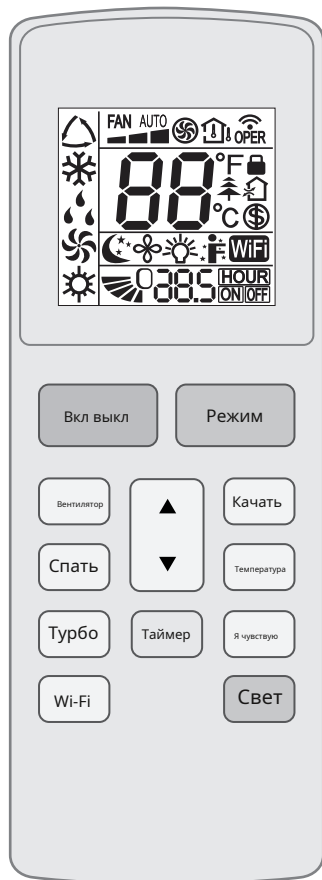 FAN AUTO
OPER
88 °F
°C
WiFi
188.5 HOUR
ON OFF
Вкл выкл Режим
Вентилятор Качать
Спать Температура
Турбо Таймер Я чувствую
Wi-Fi Свет